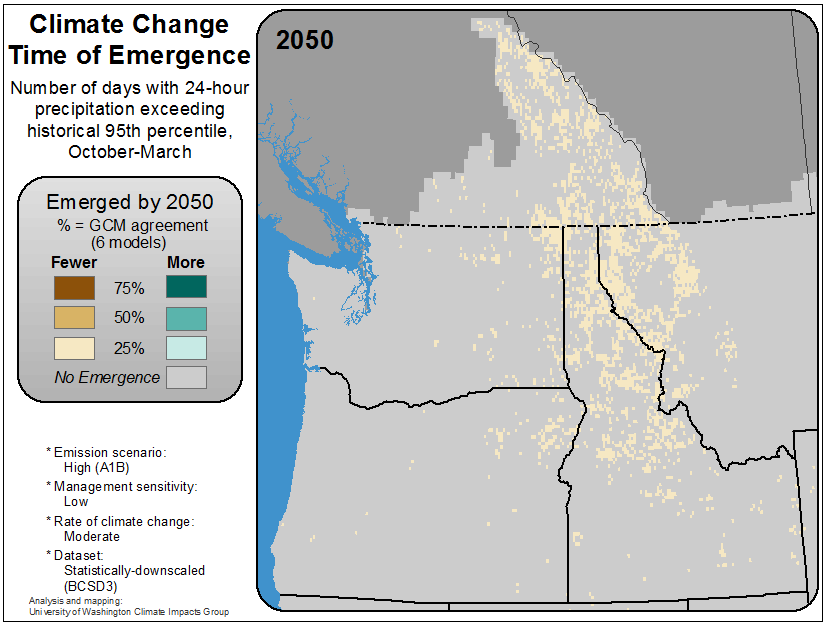 Climate Change
Time of Emergence
Number of days with 24-hour
precipitation exceeding
historical 95th percentile,
October-March
Emerged by 2050
% = GCM agreement
(6 models)
Fewer More
75%
50%
25%
No Emergence
* Emission scenario:
High (A1B)
* Management sensitivity:
Low
* Rate of climate change:
Moderate
* Dataset:
Statistically-downscaled
(BCSD3)
Analysis and mapping:
University of Washington Climate Impacts Group
2050